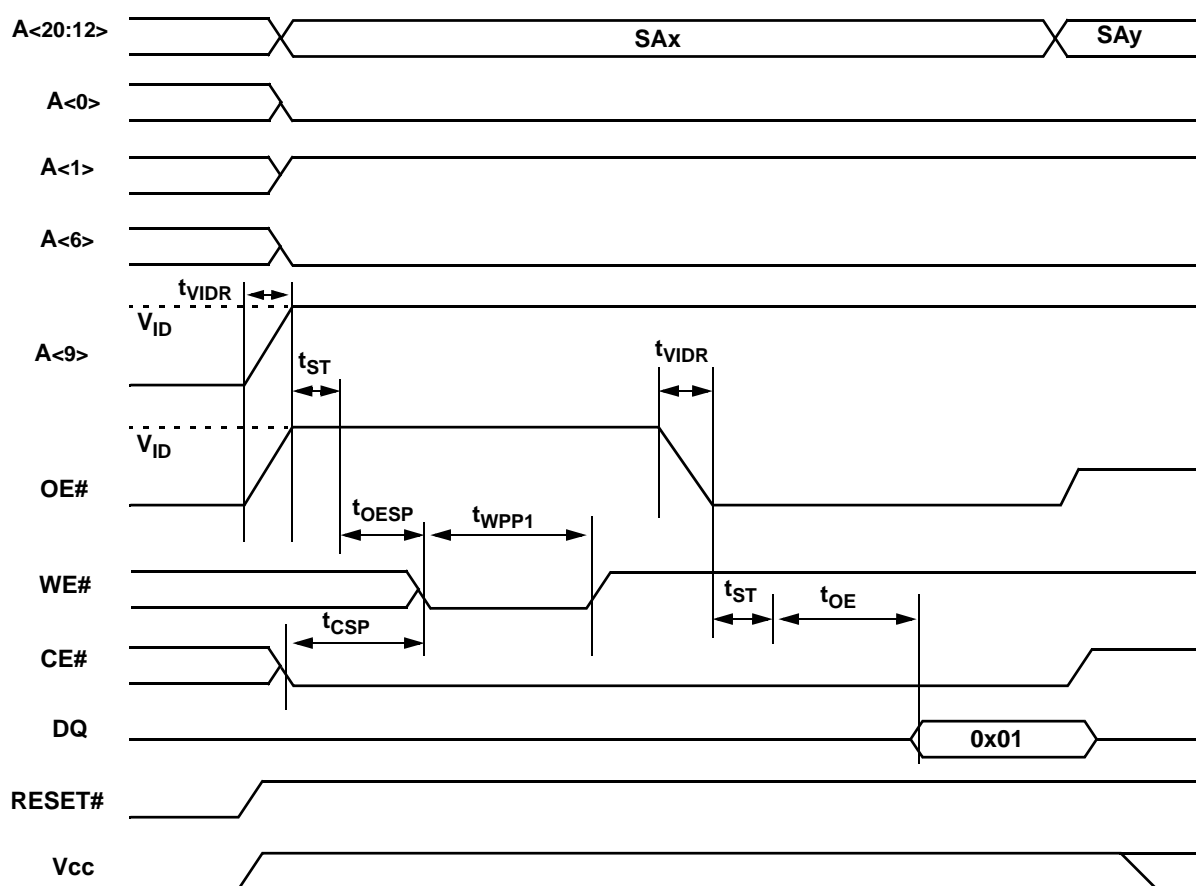 A<20:12>
SAx
SAy
A<0>
A<1>
A<6>
tVIDR
VID
A<9>
tST
tVIDR
VID
OE#
tOESP
tWPP1
WE#
tST
tOE
tCSP
CE#
DQ
0x01
RESET#
Vcc